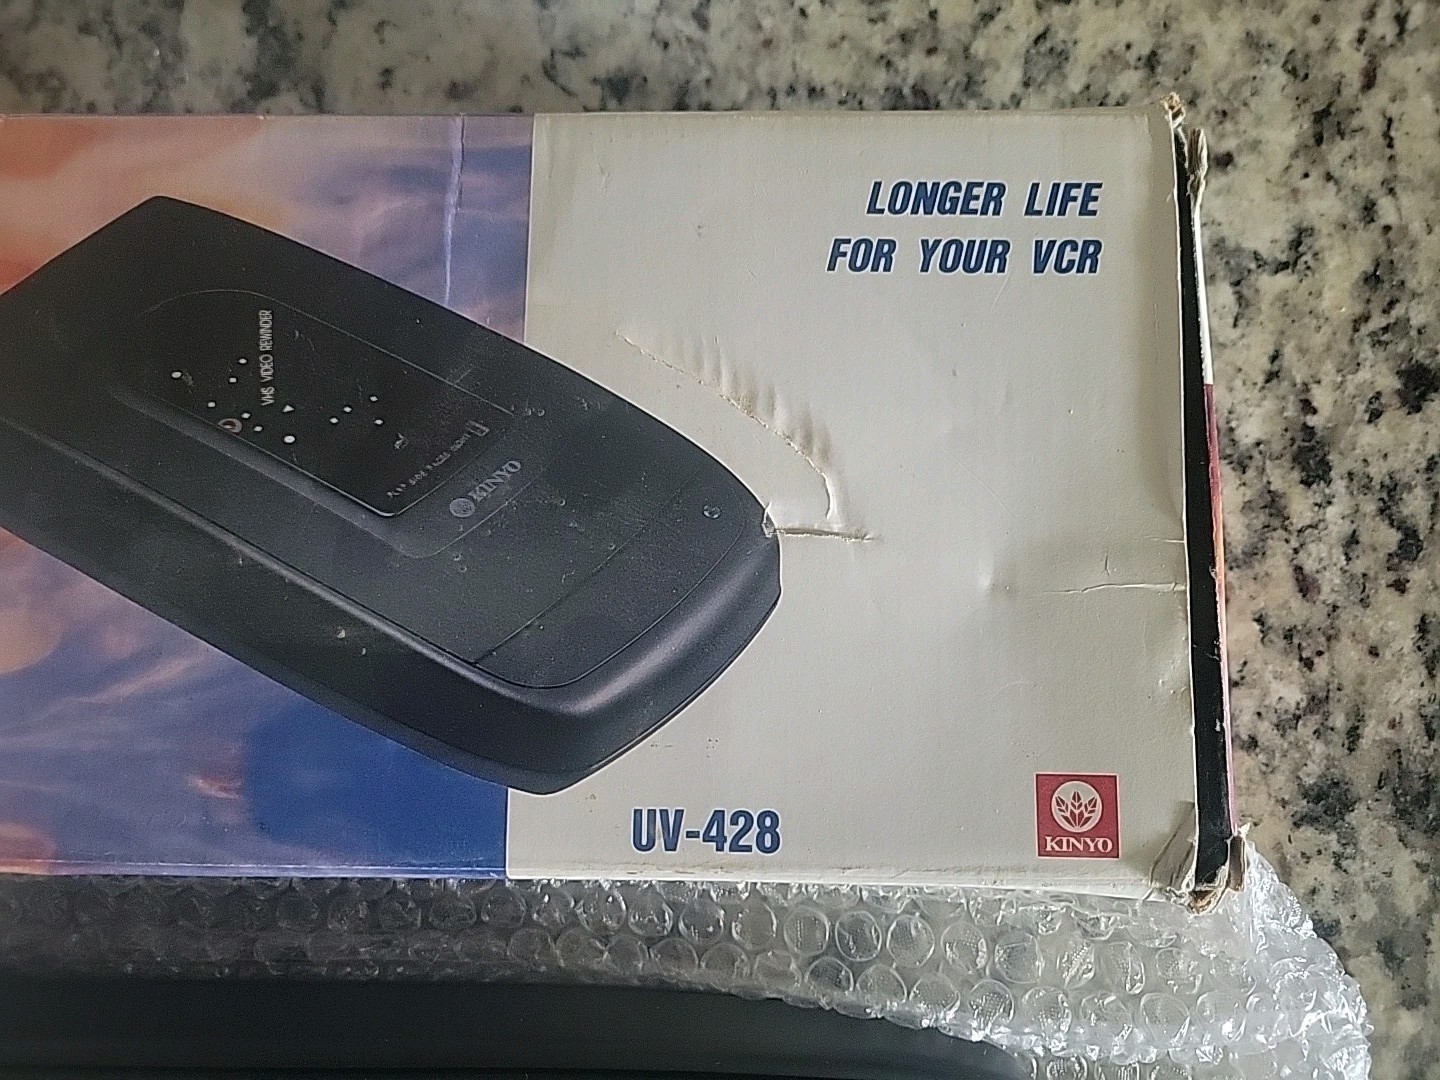 LONGER LIFE
FOR YOUR VCR
VHS VIDEO REWINDER
KINYO
UV-428
KINYO